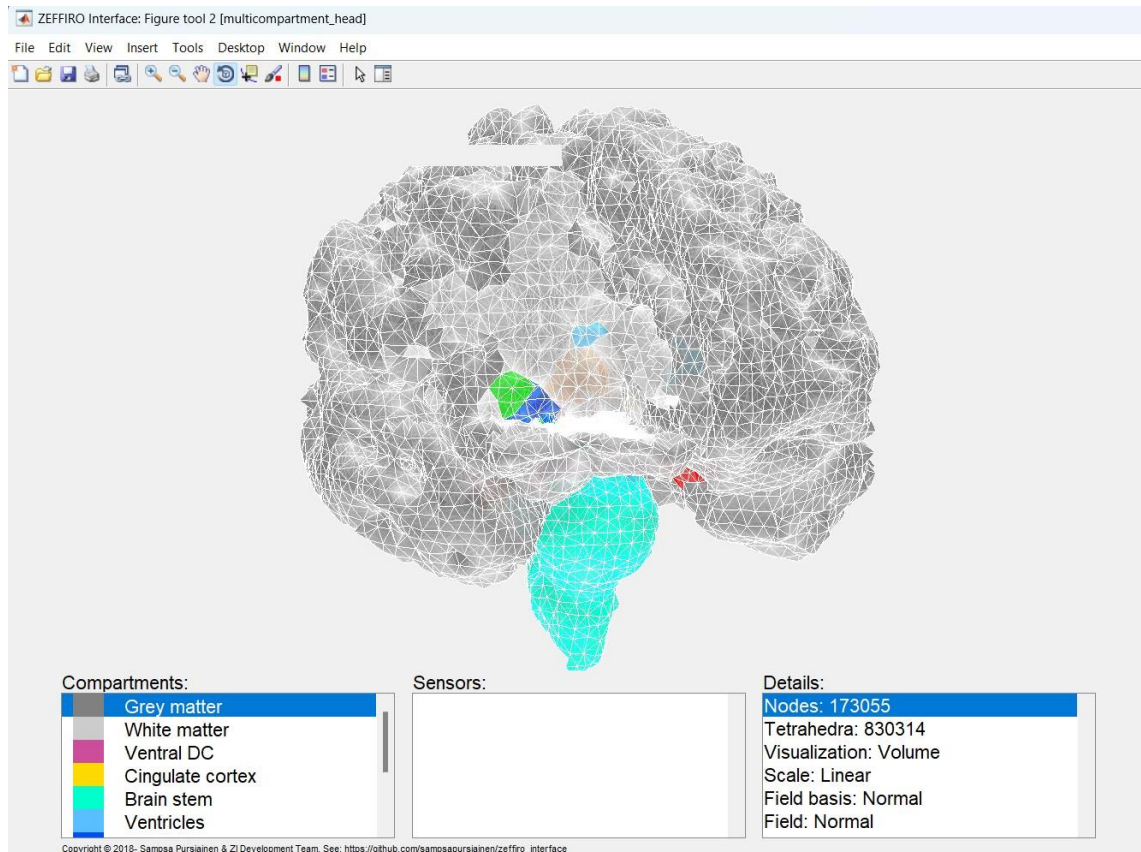 ZEFFIRO Interface: Figure tool 2 [multicompartment_head]
File Edit View Insert Tools Desktop Window Help
Compartments:
Grey matter
White matter
Ventral DC
Cingulate cortex
Brain stem
Ventricles
Sensors:
Details:
Nodes: 173055
Tetrahedra: 830314
Visualization: Volume
Scale: Linear
Field basis: Normal
Field: Normal
Copyright © 2018- Sampsa Pursiainen & ZI Development Team. See: https://github.com/sampsapursiainen/zeffiro_interface